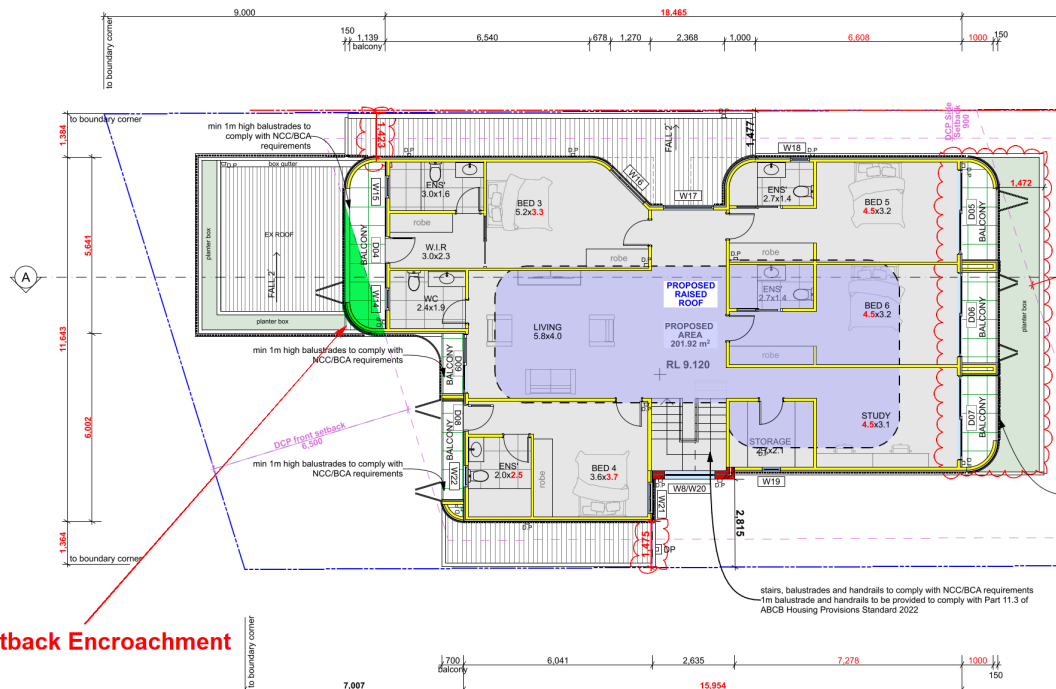 9,000
18.465
150
1,139
balcony
6,540
678
1,270
2,368
1,000
6,608
1000
150
to boundary corner
to boundary corner
1,384
min 1m high balustrades to
comply with NCC/BCA
requirements
1,423
FALL 2°
1,477
DCP Side
Setback
900
W18
D.P
D.P
box gutter
W15
ENS'
3.0x1.6
BED 3
5.2x3.3
W16
W17
ENS'
2.7x1.4
BED 5
4.5x3.2
D05
BALCONY
1,472
planter box
EX ROOF
BALCONY
D04
robe
W.I.R
3.0x2.3
robe
robe
5,641
A
FALL 2°
W14
WC
2.4x1.9
PROPOSED
RAISED
ROOF
ENS'
2.7x1.4
BED 6
4.5x3.2
D06
BALCONY
planter box
planter box
LIVING
5.8x4.0
PROPOSED
AREA
201.92 m²
RL 9.120
robe
11,643
min 1m high balustrades to comply with
NCC/BCA requirements
BALCONY
D09
D08
BALCONY
W22
DCP front setback
6,500
6,002
min 1m high balustrades to comply with
NCC/BCA requirements
ENS'
2.0x2.5
robe
BED 4
3.6x3.7
STORAGE
STUDY
4.5x3.1
D07
BALCONY
W8/W20
W19
W21
D.P
1,364
to boundary corner
1,475
DP
2,815
stairs, balustrades and handrails to comply with NCC/BCA requirements
1m balustrade and handrails to be provided to comply with Part 11.3 of
ABCB Housing Provisions Standard 2022
tback Encroachment
to boundary corner
700
balcony
6,041
2,635
7,278
1000
150
7,007
15,954